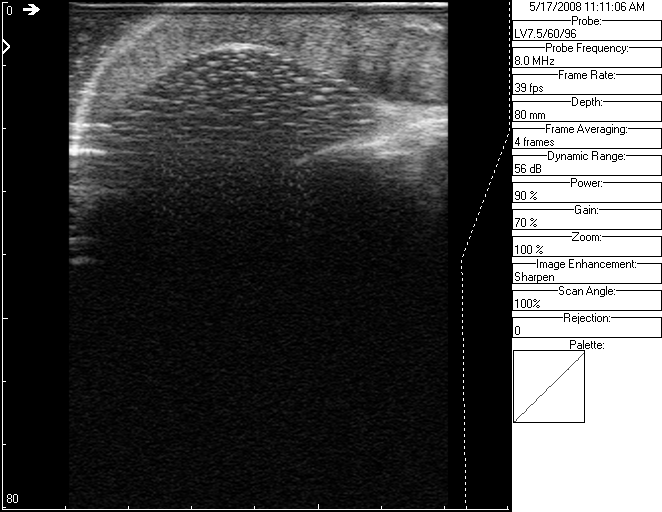 0
80
5/17/2008 11:11:06 AM
Probe:
LV7.5/60/96
Probe Frequency:
8.0 MHz
Frame Rate:
39 fps
Depth:
80 mm
Frame Averaging:
4 frames
Dynamic Range:
56 dB
Power:
90 %
Gain:
70 %
Zoom:
100 %
Image Enhancement:
Sharpen
Scan Angle:
100%
Rejection:
0
Palette: